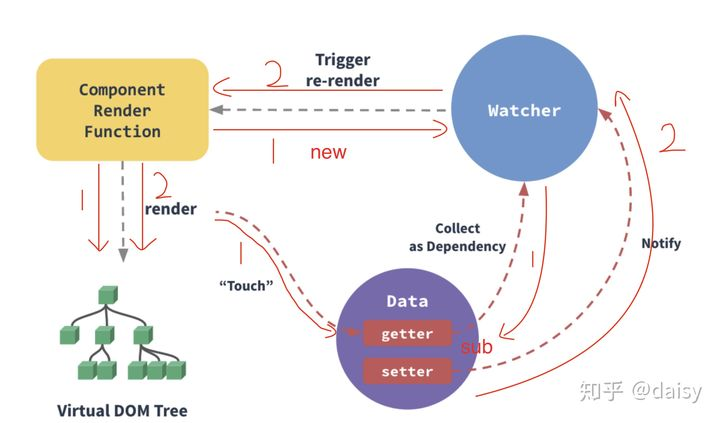 Trigger
re-render
2
Component
Render
Function
Watcher
1
new
2
1
2
render
Collect
as Dependency
1
1
Notify
“Touch”
Data
getter
sub
setter
Virtual DOM Tree
知乎 @daisy